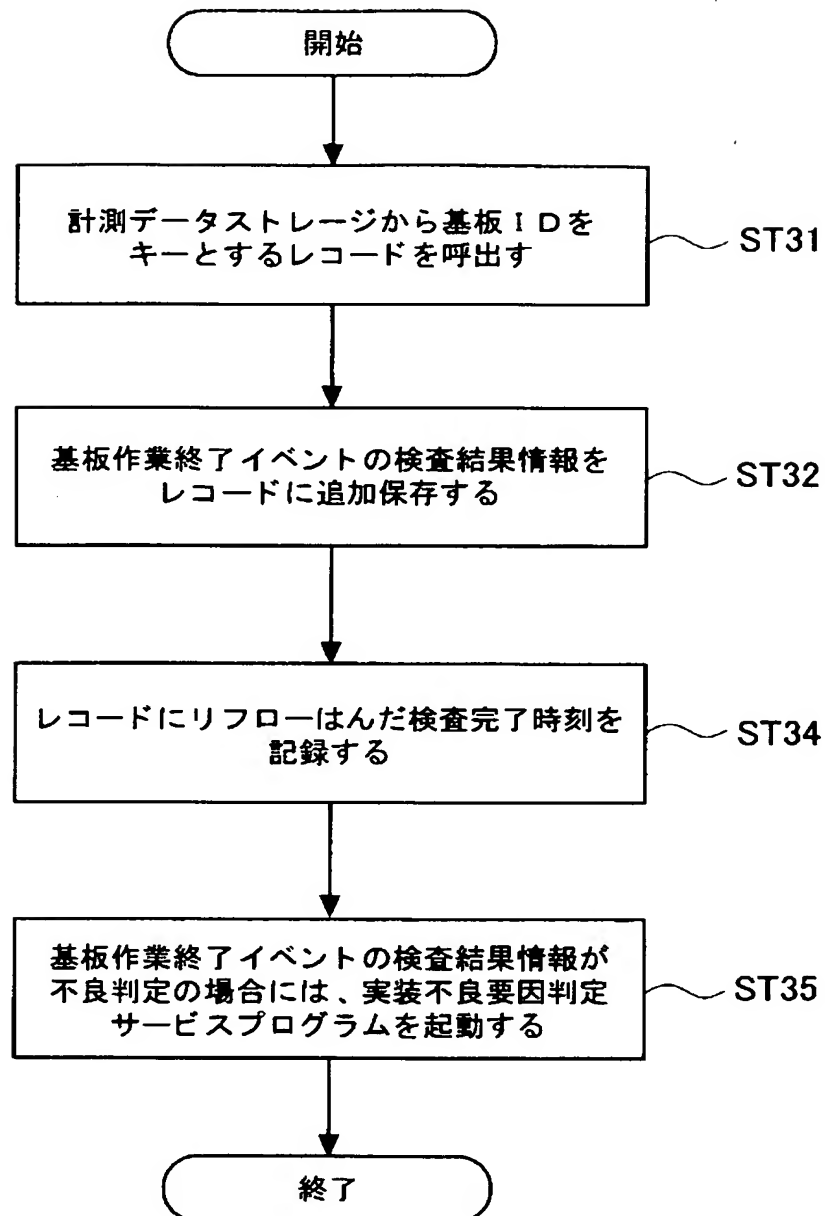 開始
計測データストレージから基板IDを
キーとするレコードを呼出す
ST31
基板作業終了イベントの検査結果情報を
レコードに追加保存する
ST32
レコードにリフローはんだ検査完了時刻を
記録する
ST34
基板作業終了イベントの検査結果情報が
不良判定の場合には、実装不良要因判定
サービスプログラムを起動する
ST35
終了